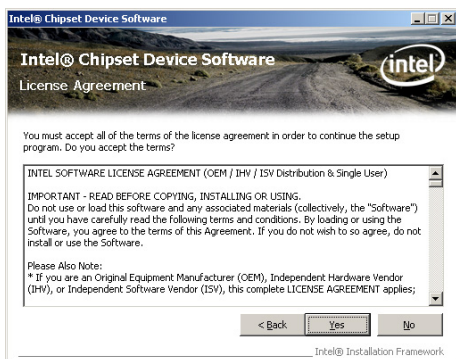 Intel® Chipset Device Software
Intel® Chipset Device Software
intel
License Agreement
You must accept all of the terms of the license agreement in order to continue the setup
program. Do you accept the terms?
INTEL SOFTWARE LICENSE AGREEMENT (OEM / IHV / ISV Distribution & Single User)
IMPORTANT - READ BEFORE COPYING, INSTALLING OR USING.
Do not use or load this software and any associated materials (collectively, the "Software")
until you have carefully read the following terms and conditions. By loading or using the
Software, you agree to the terms of this Agreement. If you do not wish to so agree, do not
install or use the Software.
Please Also Note:
* If you are an Original Equipment Manufacturer (OEM), Independent Hardware Vendor
(IHV), or Independent Software Vendor (ISV), this complete LICENSE AGREEMENT applies;
< Back Yes No
Intel® Installation Framework